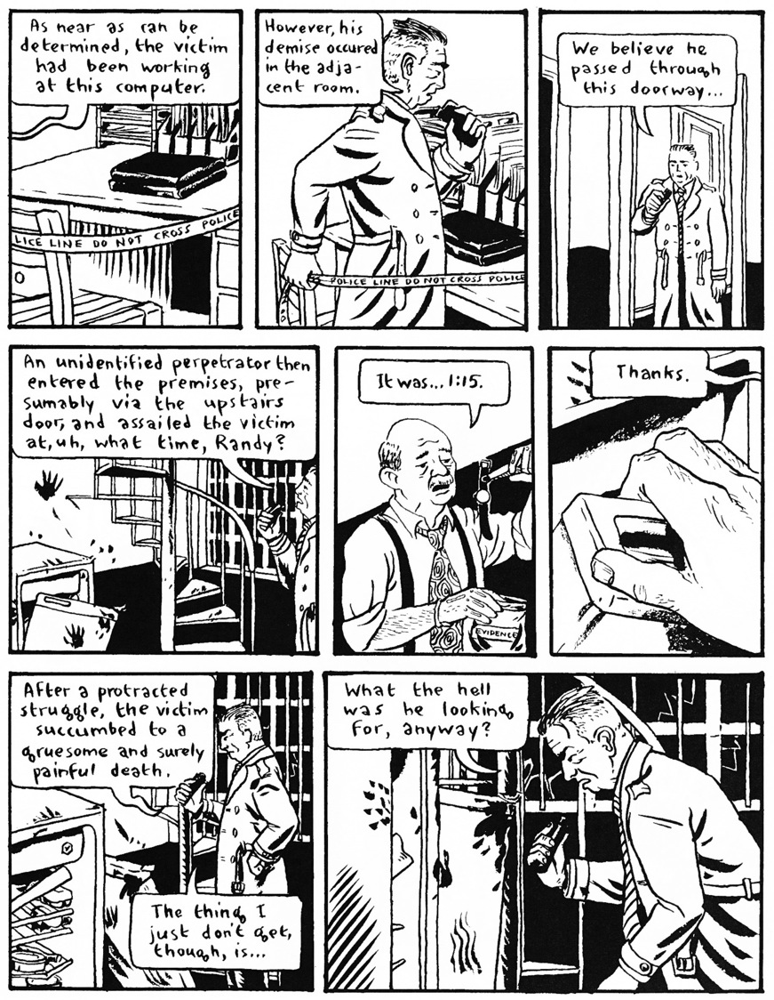 As near as can be
determined, the victim
had been working
at this computer.
LICE LINE DO NOT CROSS POLICE
However, his
demise occured
in the adja-
cent room.
POLICE LINE DO NOT CROSS POLICE
We believe he
passed through
this doorway...
An unidentified perpetrator then
entered the premises, pre-
sumably via the upstairs
door, and assailed the victim
at, uh, what time, Randy?
It was... 1:15.
EVIDENCE
Thanks.
After a protracted
struggle, the victim
succumbed to a
gruesome and surely
painful death.
The thing I
just don't get,
though, is...
What the hell
was he looking
for, anyway?